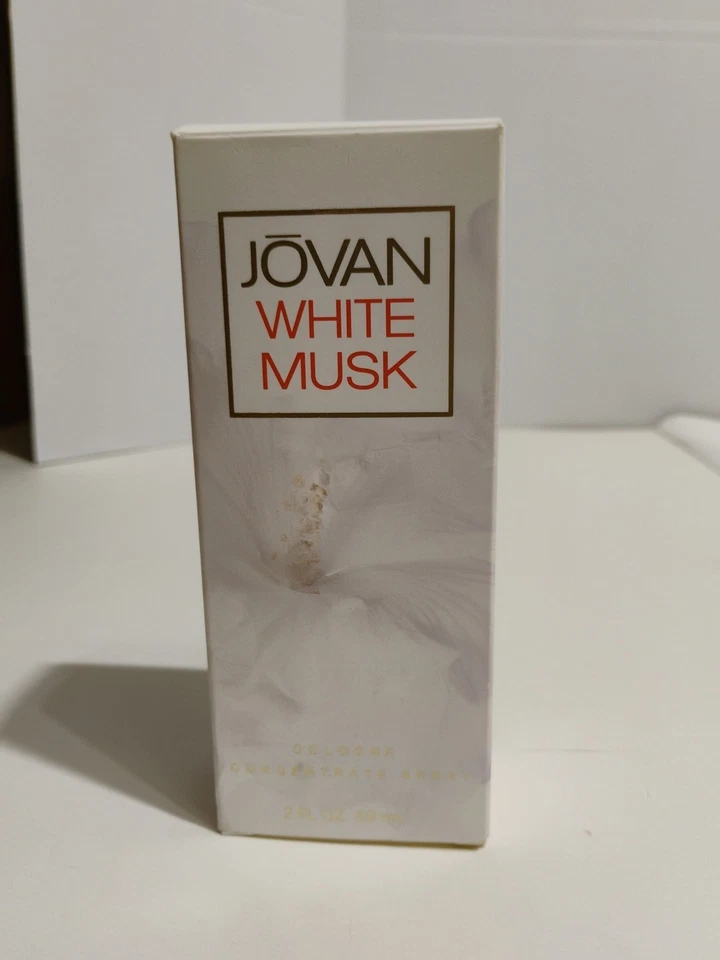 JŌVAN
WHITE
MUSK
COLOGNE
CONCENTRATE SPRAY
2 FL OZ 59 ml